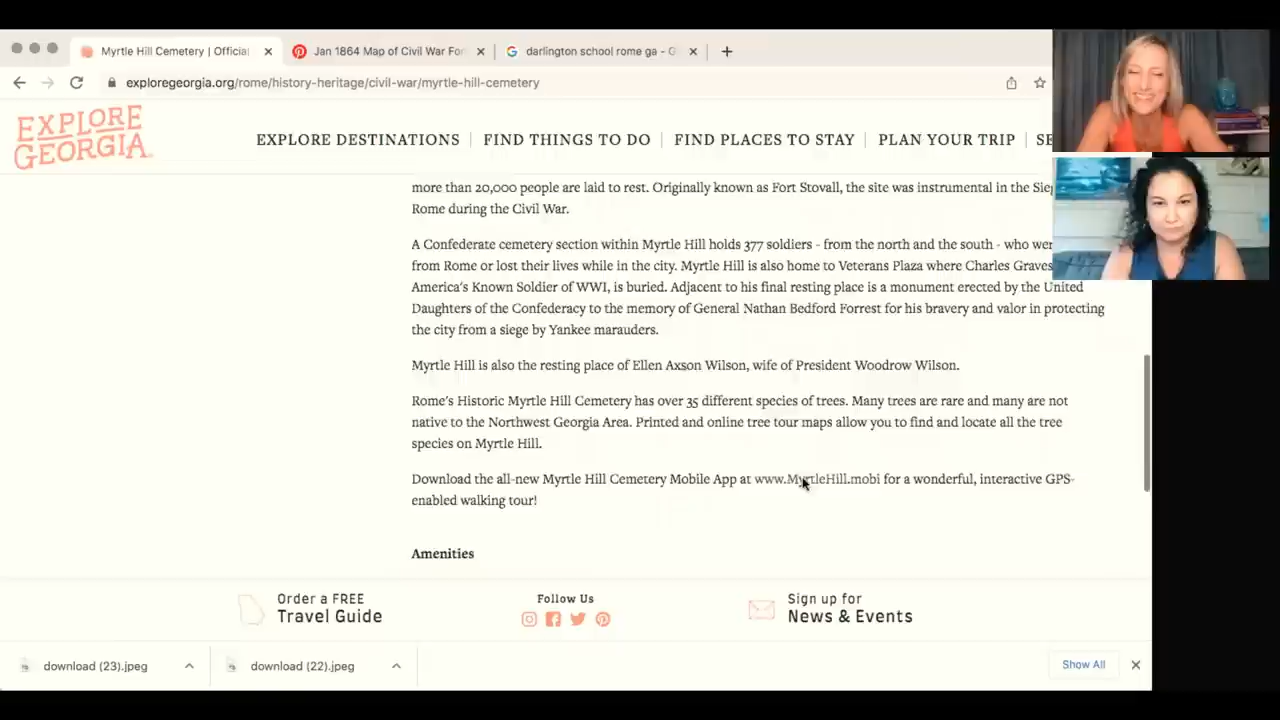 Myrtle Hill Cemetery | Officia
Jan 1864 Map of Civil War For
darlington school rome ga - G
exploregeorgia.org/rome/history-heritage/civil-war/myrtle-hill-cemetery
EXPLORE
GEORGIA
EXPLORE DESTINATIONS
FIND THINGS TO DO
FIND PLACES TO STAY
PLAN YOUR TRIP
SE
more than 20,000 people are laid to rest. Originally known as Fort Stovall, the site was instrumental in the Sieg
Rome during the Civil War.
A Confederate cemetery section within Myrtle Hill holds 377 soldiers - from the north and the south - who wer
from Rome or lost their lives while in the city. Myrtle Hill is also home to Veterans Plaza where Charles Graves
America's Known Soldier of WWI, is buried. Adjacent to his final resting place is a monument erected by the United
Daughters of the Confederacy to the memory of General Nathan Bedford Forrest for his bravery and valor in protecting
the city from a siege by Yankee marauders.
Myrtle Hill is also the resting place of Ellen Axson Wilson, wife of President Woodrow Wilson.
Rome's Historic Myrtle Hill Cemetery has over 35 different species of trees. Many trees are rare and many are not
native to the Northwest Georgia Area. Printed and online tree tour maps allow you to find and locate all the tree
species on Myrtle Hill.
Download the all-new Myrtle Hill Cemetery Mobile App at www.MyrtleHill.mobi for a wonderful, interactive GPS-
enabled walking tour!
Amenities
Order a FREE
Travel Guide
Follow Us
Sign up for
News & Events
download (23).jpeg
download (22).jpeg
Show All